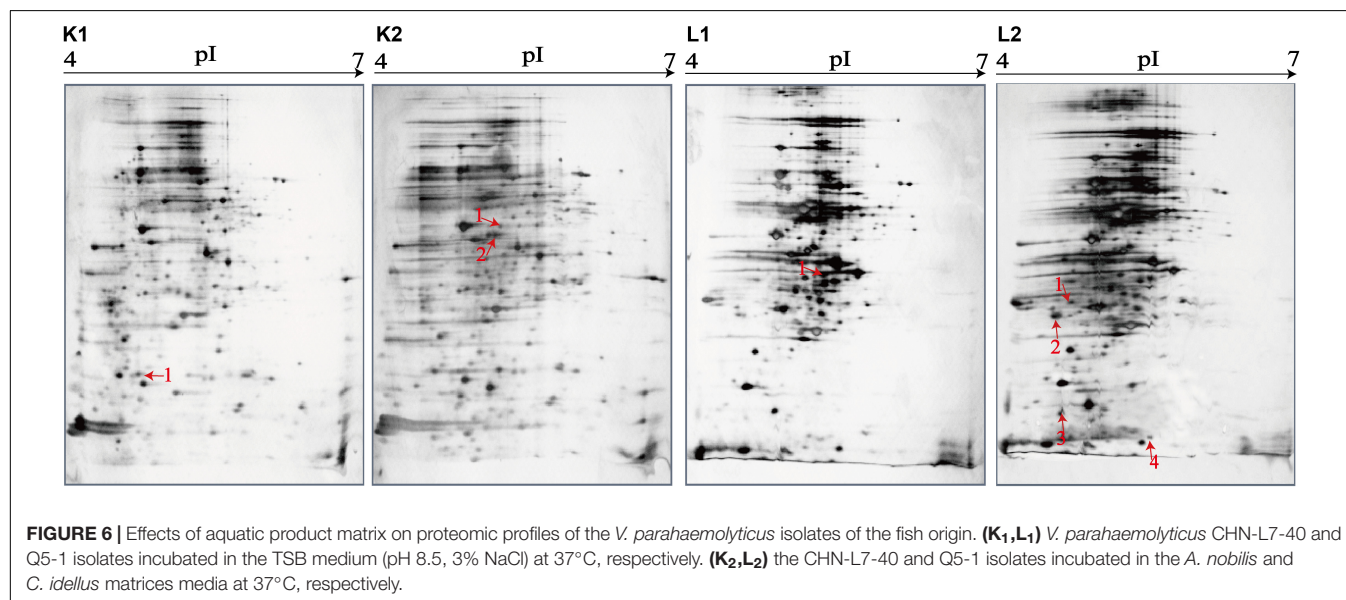 K1 K2 L1 L2
4 pI 7 4 pI 7 4 pI 7 4 pI 7
1
2
1
1
1
2
1
3
4
FIGURE 6 | Effects of aquatic product matrix on proteomic profiles of the V. parahaemolyticus isolates of the fish origin. (K₁,L₁) V. parahaemolyticus CHN-L7-40 and
Q5-1 isolates incubated in the TSB medium (pH 8.5, 3% NaCl) at 37°C, respectively. (K₂,L₂) the CHN-L7-40 and Q5-1 isolates incubated in the A. nobilis and
C. idellus matrices media at 37°C, respectively.